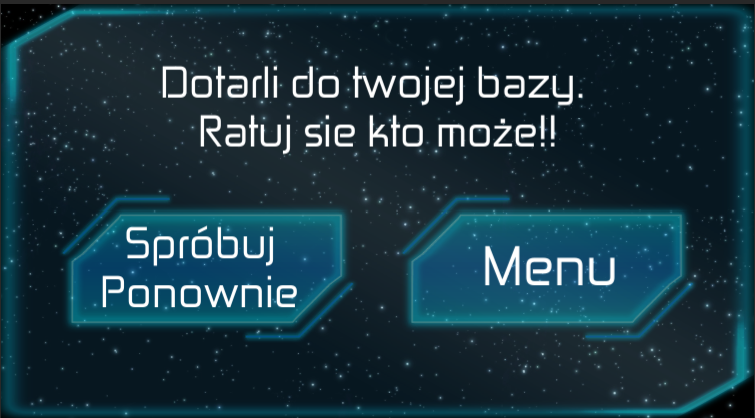 Dotarli do twojej bazy.
Ratuj sie kto może!!
Spróbuj
Ponownie
Menu